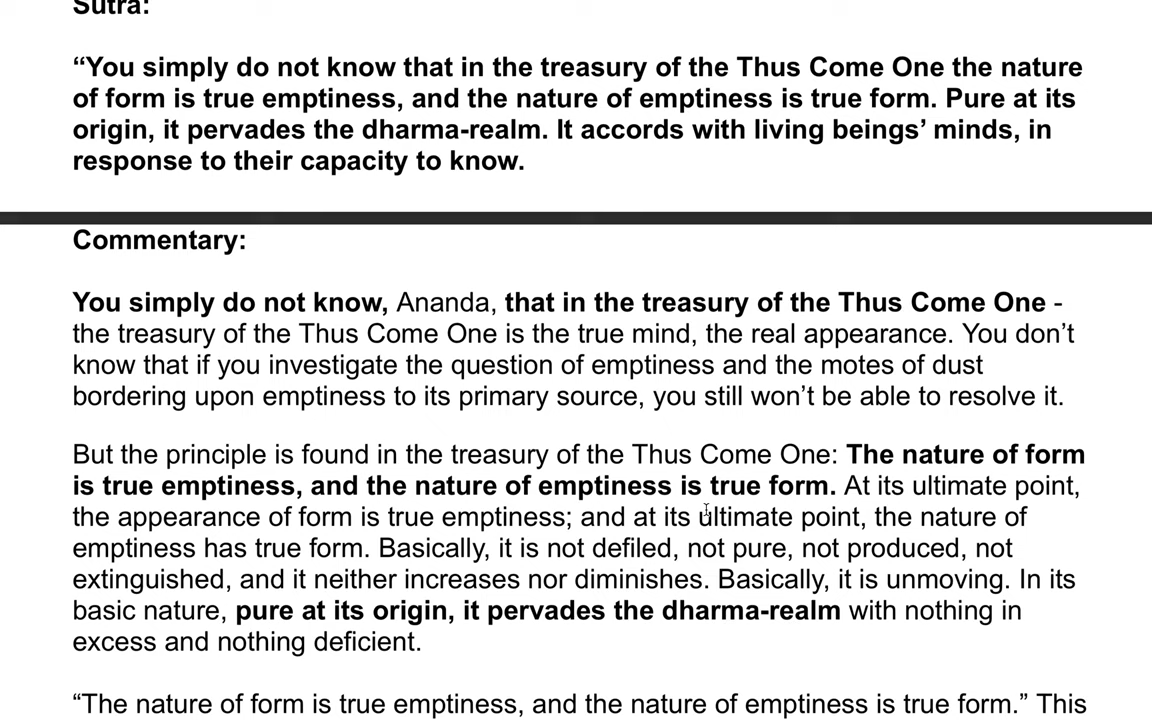 Sutra:
“You simply do not know that in the treasury of the Thus Come One the nature
of form is true emptiness, and the nature of emptiness is true form. Pure at its
origin, it pervades the dharma-realm. It accords with living beings’ minds, in
response to their capacity to know.
Commentary:
You simply do not know, Ananda, that in the treasury of the Thus Come One -
the treasury of the Thus Come One is the true mind, the real appearance. You don’t
know that if you investigate the question of emptiness and the motes of dust
bordering upon emptiness to its primary source, you still won’t be able to resolve it.
But the principle is found in the treasury of the Thus Come One: The nature of form
is true emptiness, and the nature of emptiness is true form. At its ultimate point,
the appearance of form is true emptiness; and at its ultimate point, the nature of
emptiness has true form. Basically, it is not defiled, not pure, not produced, not
extinguished, and it neither increases nor diminishes. Basically, it is unmoving. In its
basic nature, pure at its origin, it pervades the dharma-realm with nothing in
excess and nothing deficient.
“The nature of form is true emptiness, and the nature of emptiness is true form.” This